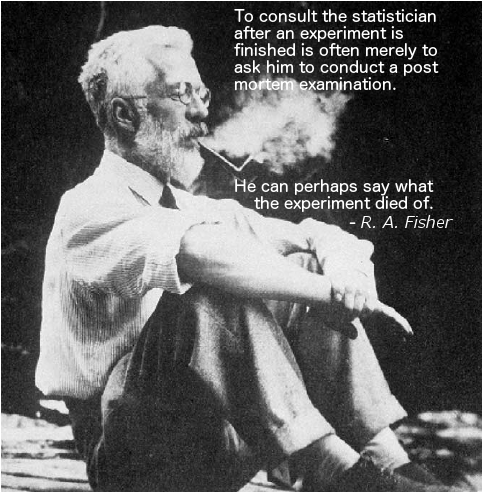 To consult the statistician
after an experiment is
finished is often merely to
ask him to conduct a post
mortem examination.
He can perhaps say what
the experiment died of.
- R. A. Fisher